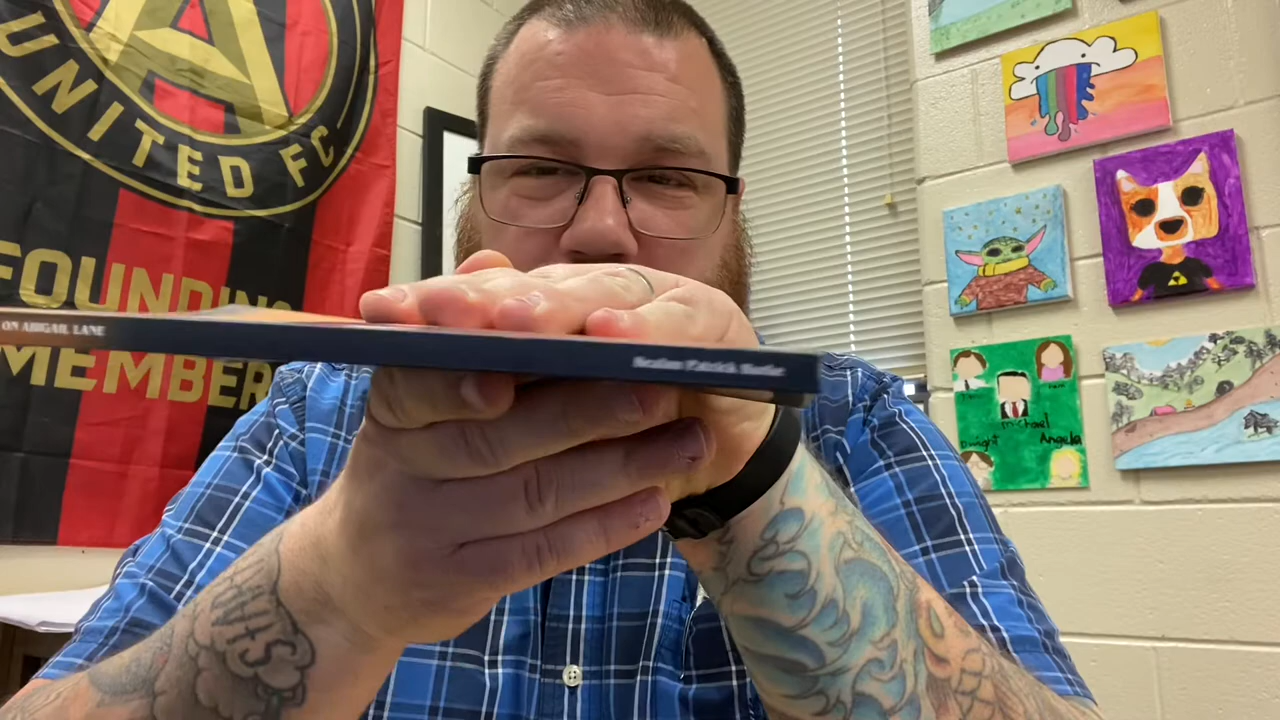 UNITED FC
FOUNDING
MEMBER
ON ABIGAIL LANE
Michael
Dwight
Angela